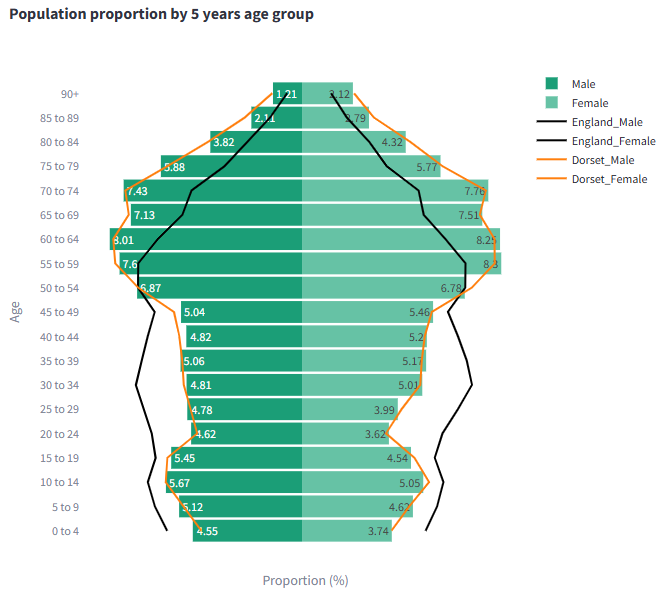 Population proportion by 5 years age group
Male
Female
England_Male
England_Female
Dorset_Male
Dorset_Female
Age
90+ 1.21 2.12
85 to 89 2.11 2.79
80 to 84 3.82 4.32
75 to 79 5.88 5.77
70 to 74 7.43 7.76
65 to 69 7.13 7.51
60 to 64 8.01 8.25
55 to 59 7.6 8.3
50 to 54 6.87 6.78
45 to 49 5.04 5.46
40 to 44 4.82 5.2
35 to 39 5.06 5.17
30 to 34 4.81 5.01
25 to 29 4.78 3.99
20 to 24 4.62 3.62
15 to 19 5.45 4.54
10 to 14 5.67 5.05
5 to 9 5.12 4.62
0 to 4 4.55 3.74
Proportion (%)